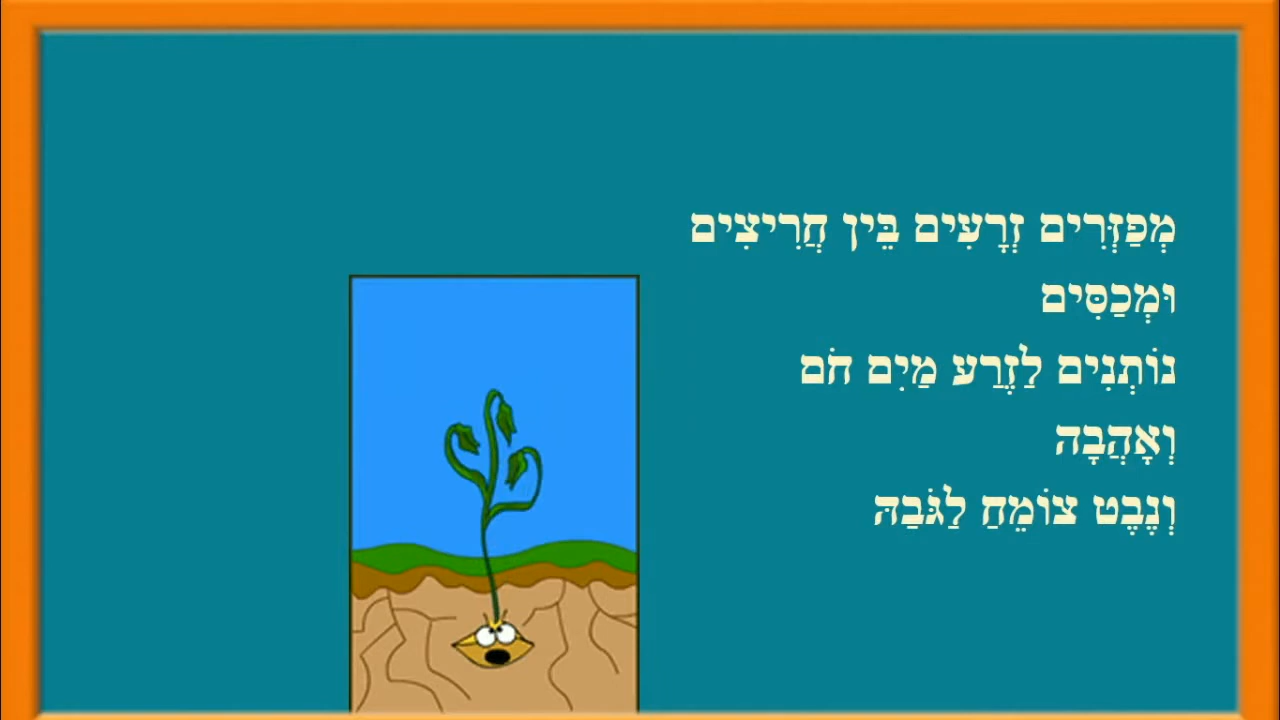 מְפַזְּרִים זְרָעִים בֵּין חֲרִיצִים
וּמְכַסִּים
נוֹתְנִים לַזֶּרַע מַיִם חֹם
וְאָהֲבָה
וְנֶבֶט צוֹמֵחַ לַגֹּבַהּ